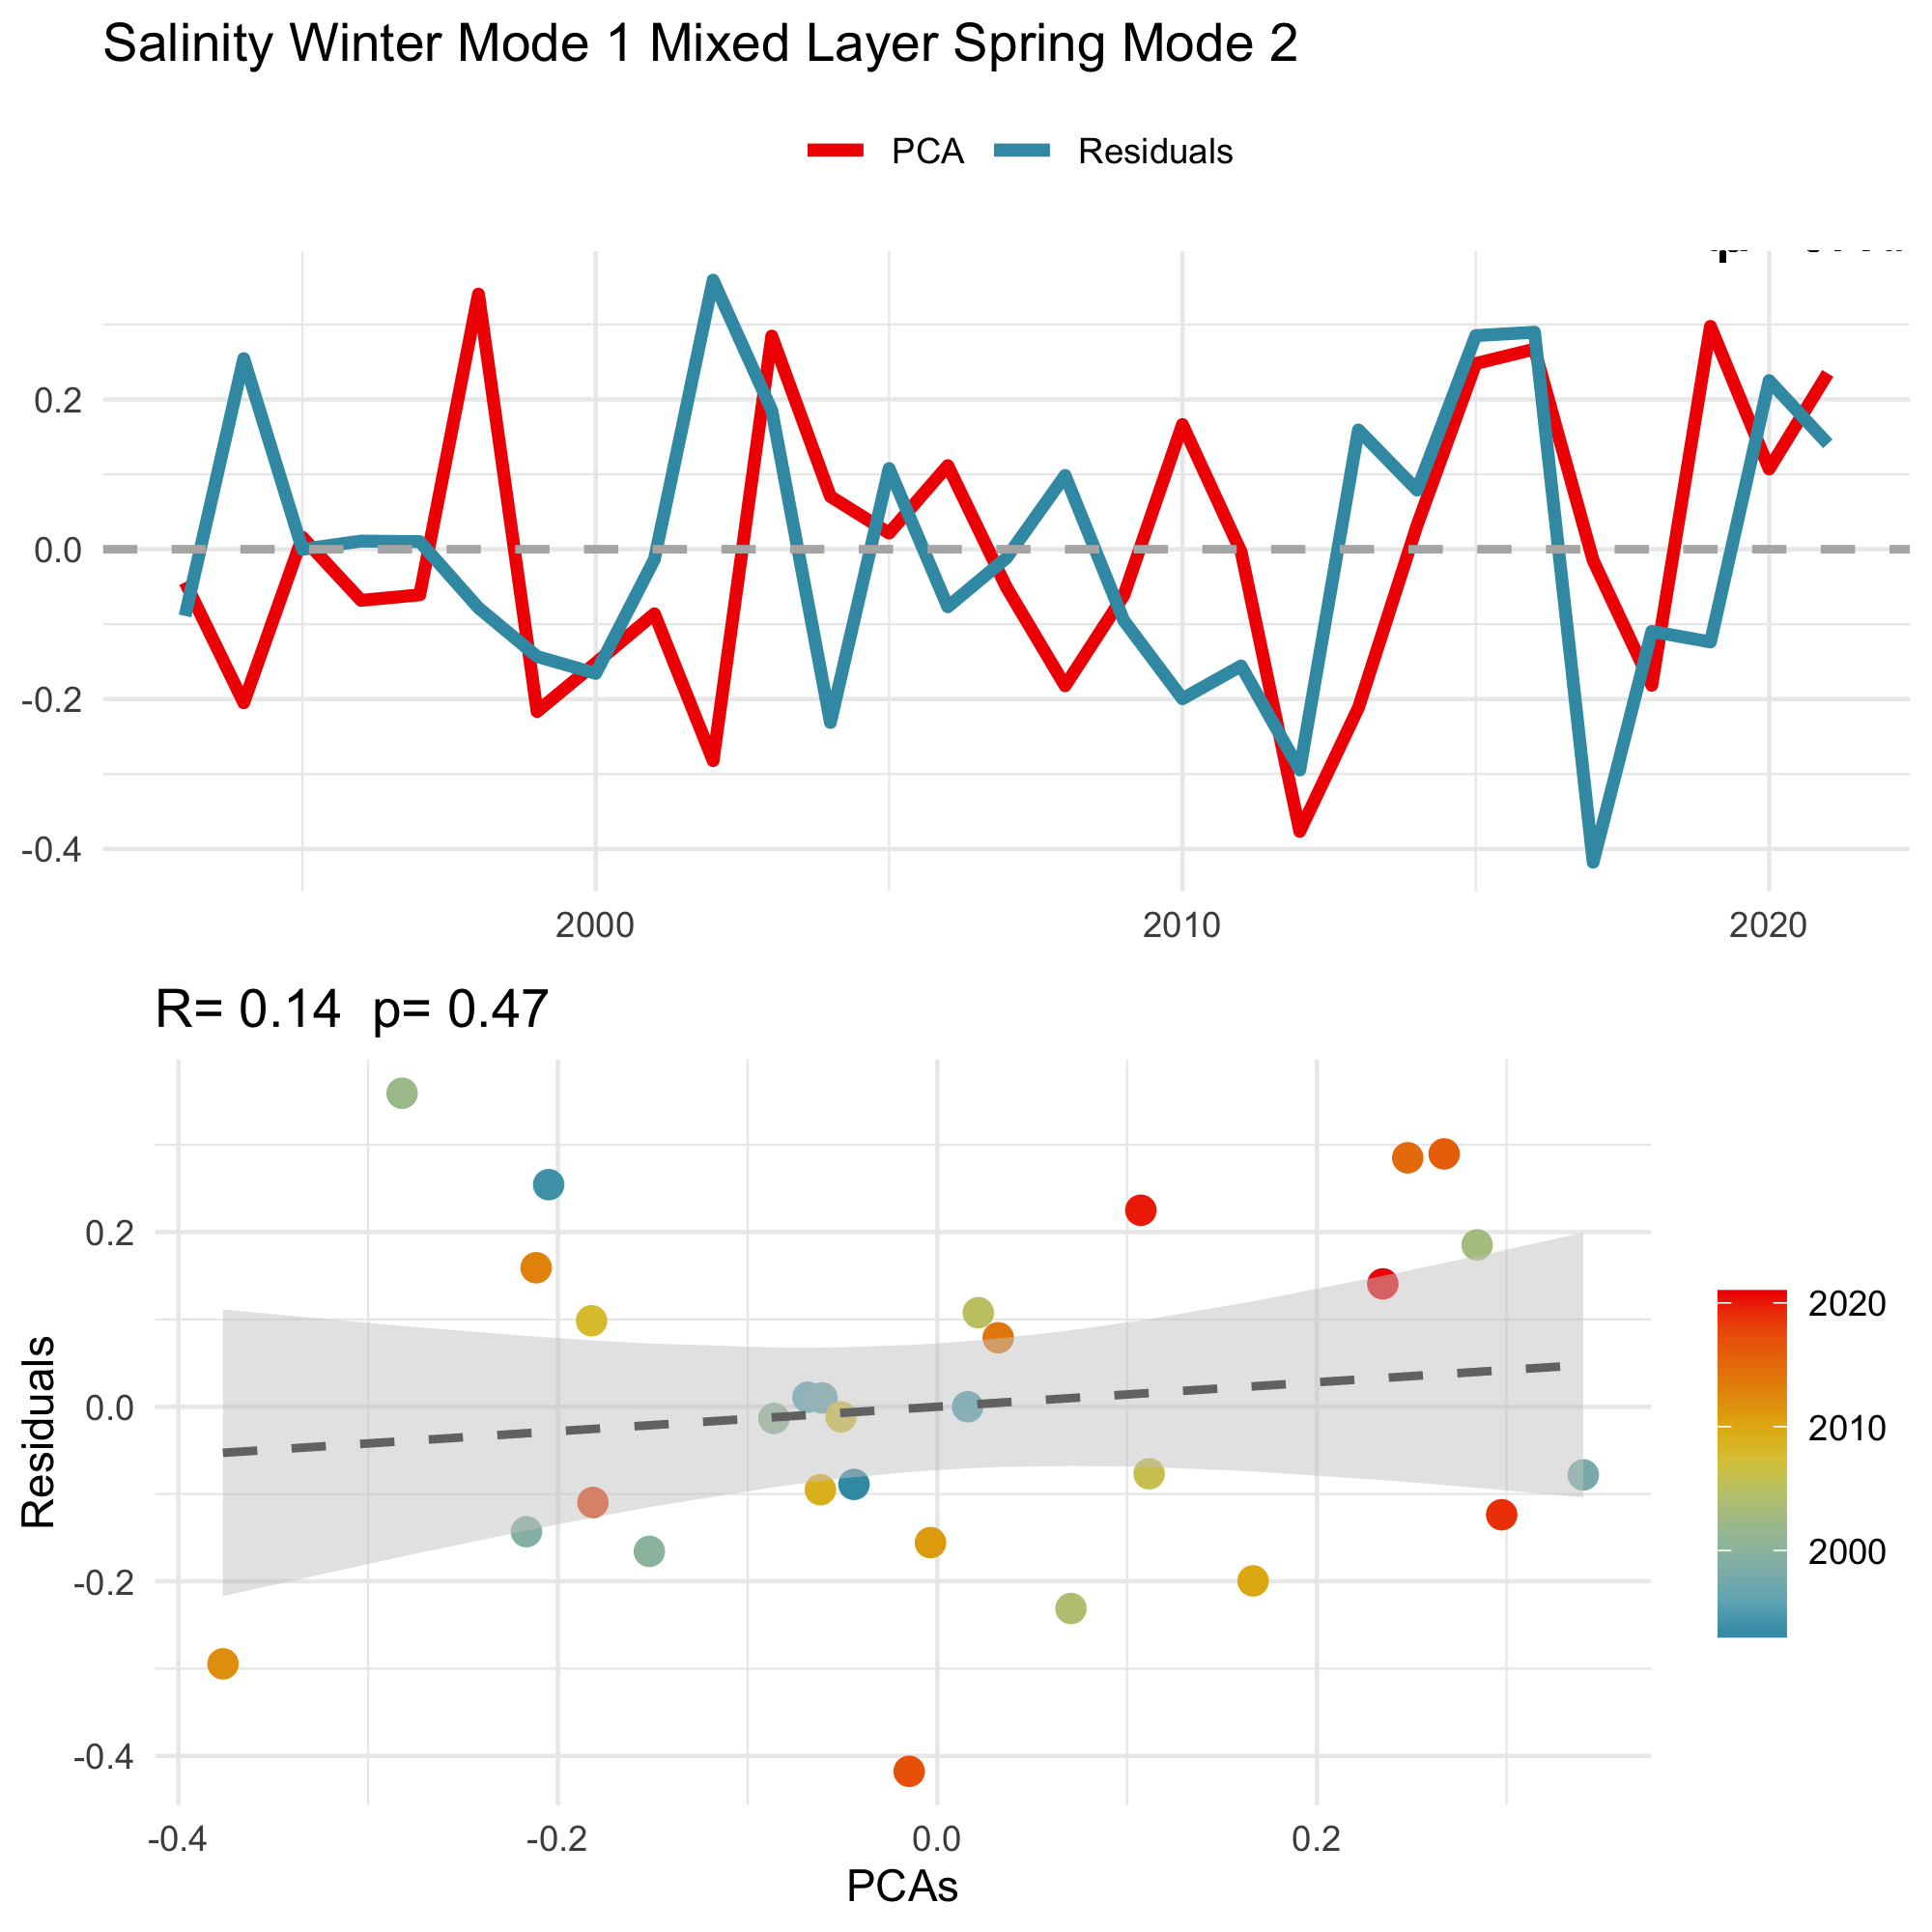 Salinity Winter Mode 1 Mixed Layer Spring Mode 2
PCA Residuals
0.2
0.0
-0.2
-0.4
2000 2010 2020
R= 0.14 p= 0.47
Residuals
0.2
0.0
-0.2
-0.4
-0.4 -0.2 0.0 0.2
PCAs
2020
2010
2000